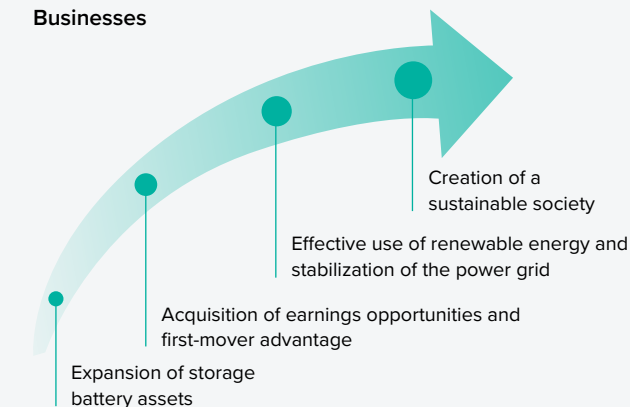 Businesses
Creation of a
sustainable society
Effective use of renewable energy and
stabilization of the power grid
Acquisition of earnings opportunities and
first-mover advantage
Expansion of storage
battery assets